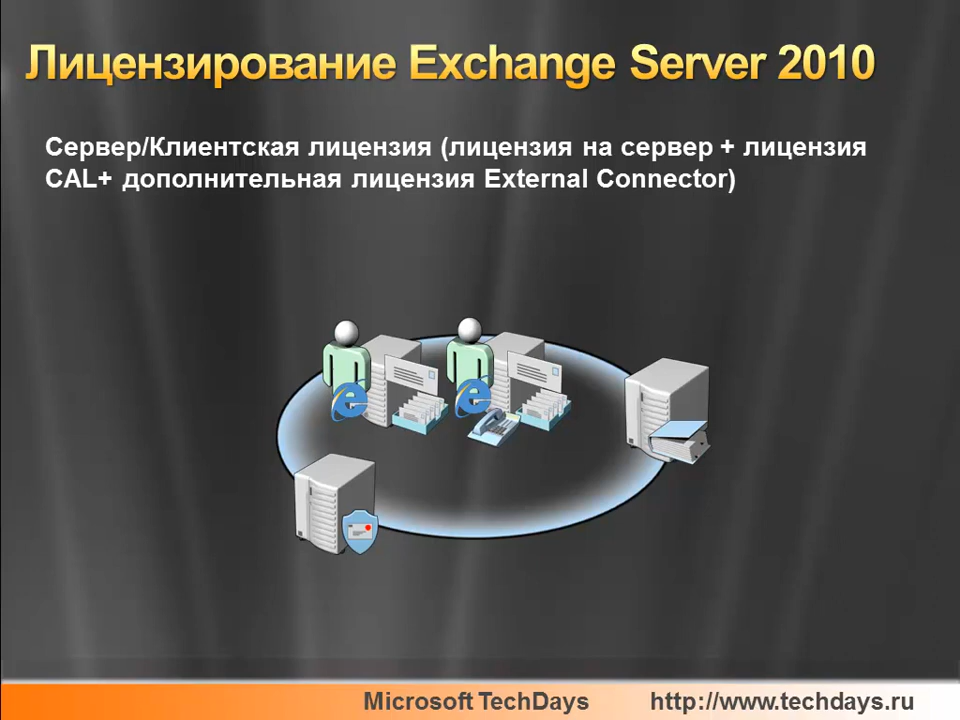 Лицензирование Exchange Server 2010
Сервер/Клиентская лицензия (лицензия на сервер + лицензия
CAL+ дополнительная лицензия External Connector)
Microsoft TechDays http://www.techdays.ru